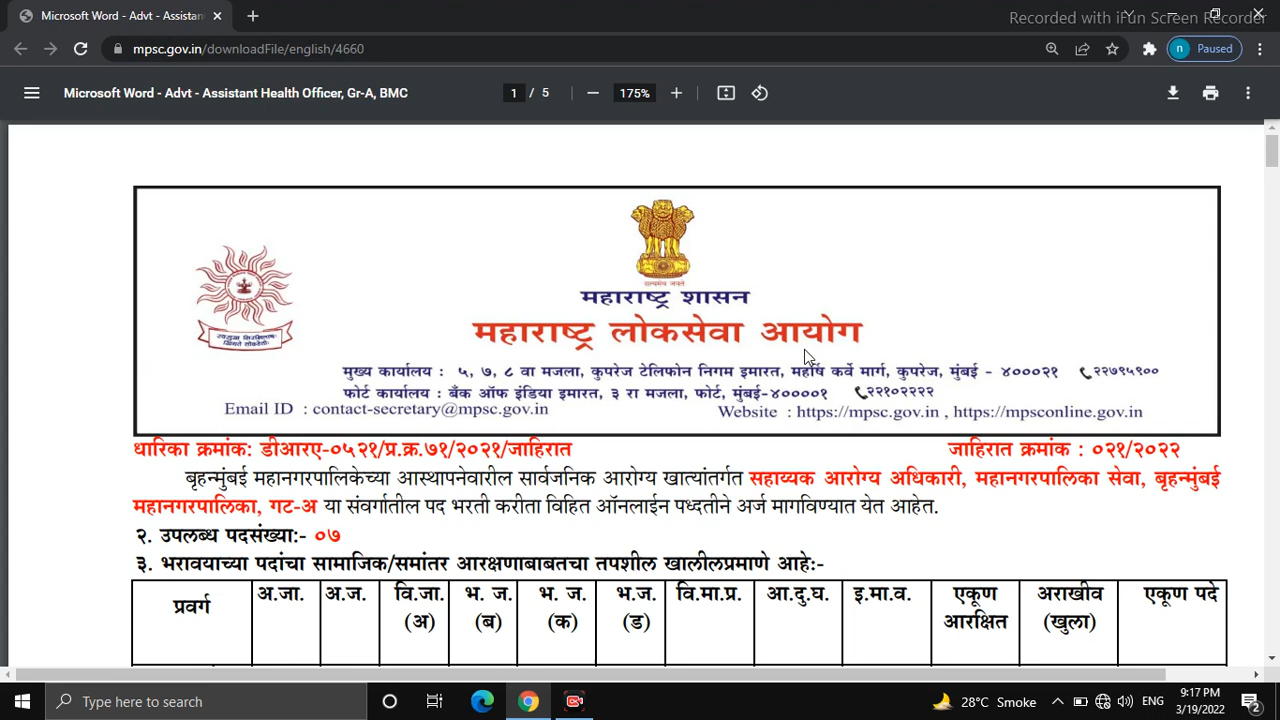 Microsoft Word - Advt - Assistan
Recorded with iFun Screen Recorder
mpsc.gov.in/downloadFile/english/4660
n Paused
Microsoft Word - Advt - Assistant Health Officer, Gr-A, BMC
1 / 5
175%
महाराष्ट्र शासन
महाराष्ट्र लोकसेवा आयोग
मुख्य कार्यालय : ५, ७, ८ वा मजला, कुपरेज टेलिफोन निगम इमारत, महर्षि कर्वे मार्ग, कुपरेज, मुंबई - ४०००२१ २२७९५९००
फोर्ट कार्यालय : बँक ऑफ इंडिया इमारत, ३ रा मजला, फोर्ट, मुंबई-४००००१ २२१०२२२२
Email ID : contact-secretary@mpsc.gov.in Website : https://mpsc.gov.in , https://mpsconline.gov.in
धारिका क्रमांक: डीआरए-०५२१/प्र.क्र.७१/२०२१/जाहिरात जाहिरात क्रमांक : ०२१/२०२२
बृहन्मुंबई महानगरपालिकेच्या आस्थापनेवारील सार्वजनिक आरोग्य खात्यांतर्गत सहाय्यक आरोग्य अधिकारी, महानगरपालिका सेवा, बृहन्मुंबई
महानगरपालिका, गट-अ या संवर्गातील पद भरती करीता विहित ऑनलाईन पध्दतीने अर्ज मागविण्यात येत आहेत.
२. उपलब्ध पदसंख्या:- ०७
३. भरावयाच्या पदांचा सामाजिक/समांतर आरक्षणाबाबतचा तपशील खालीलप्रमाणे आहे:-
प्रवर्ग अ.जा. अ.ज. वि.जा. (अ) भ. ज. (ब) भ. ज. (क) भ.ज. (ड) वि.मा.प्र. आ.दु.घ. इ.मा.व. एकूण आरक्षित अराखीव (खुला) एकूण पदे
Type here to search
28°C Smoke
ENG
9:17 PM
3/19/2022
2